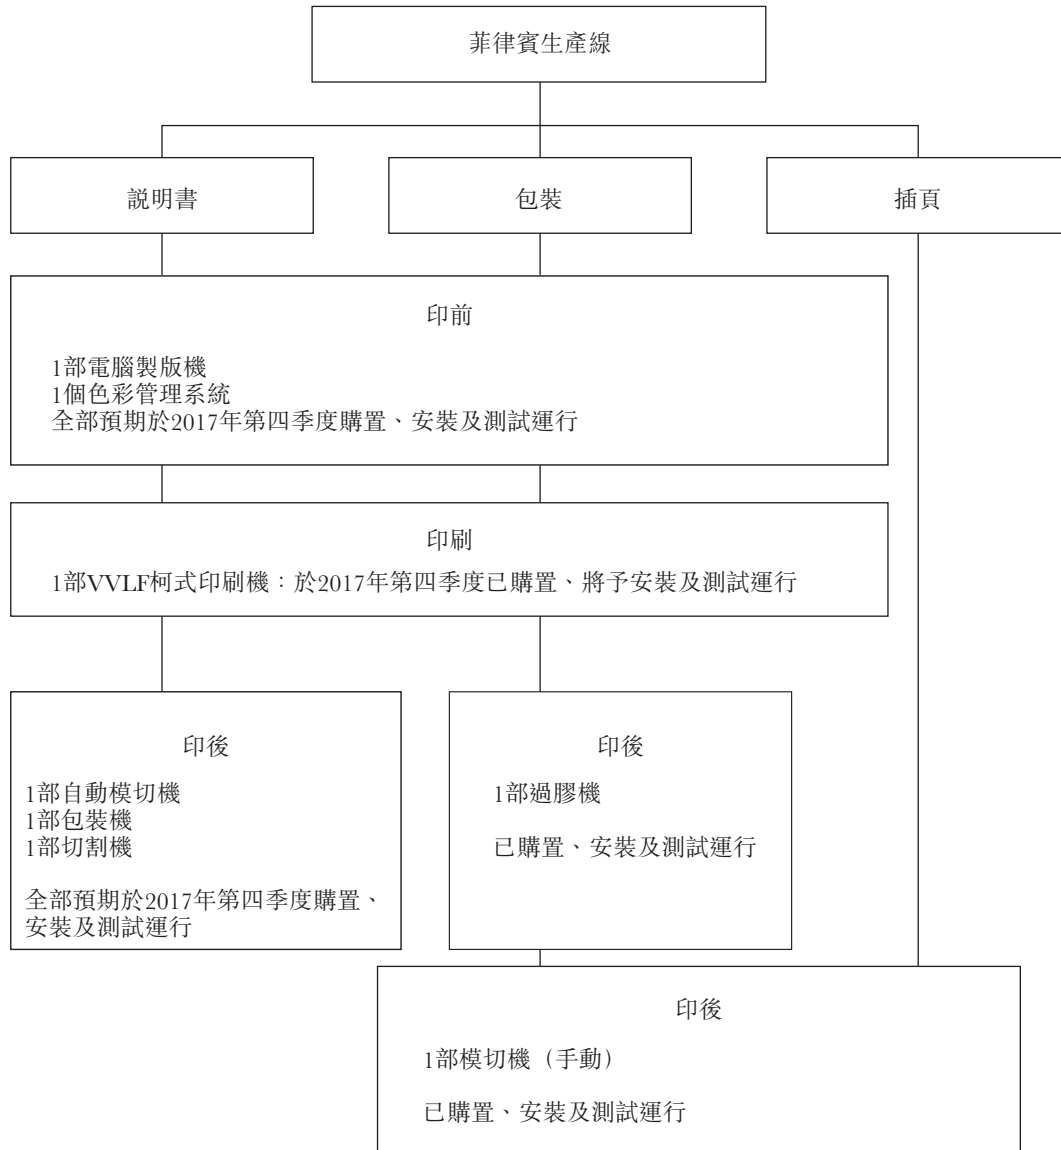 菲律賓生產線
説明書
包裝
插頁
印前
1部電腦製版機
1個色彩管理系統
全部預期於2017年第四季度購置、安裝及測試運行
印刷
1部VVLF柯式印刷機：於2017年第四季度已購置、將予安裝及測試運行
印後
1部自動模切機
1部包裝機
1部切割機
全部預期於2017年第四季度購置、
安裝及測試運行
印後
1部過膠機
已購置、安裝及測試運行
印後
1部模切機（手動）
已購置、安裝及測試運行